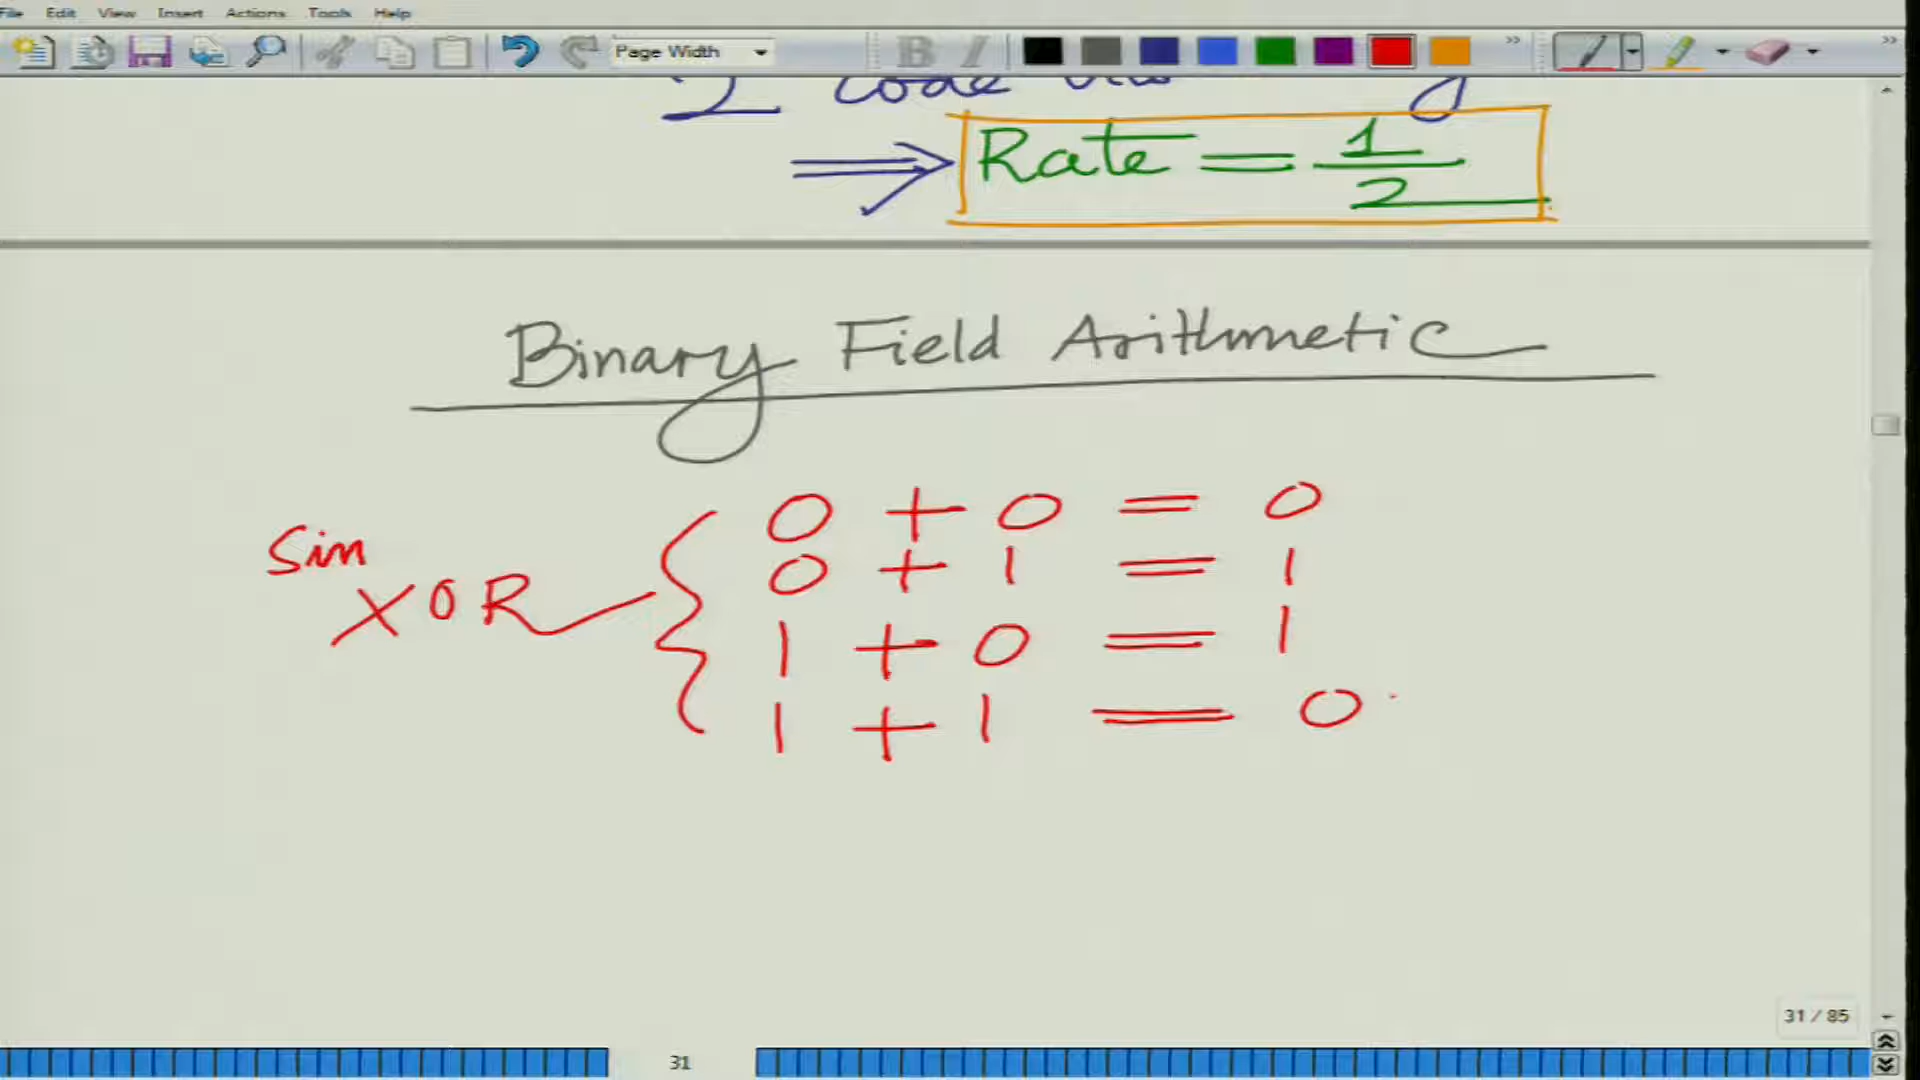 File Edit View Insert Actions Tools Help
Page Width
B I
code
⟹ Rate = 1/2
Binary Field Arithmetic
0 + 0 = 0
Sim
0 + 1 = 1
XOR
1 + 0 = 1
1 + 1 = 0
31 / 85
31